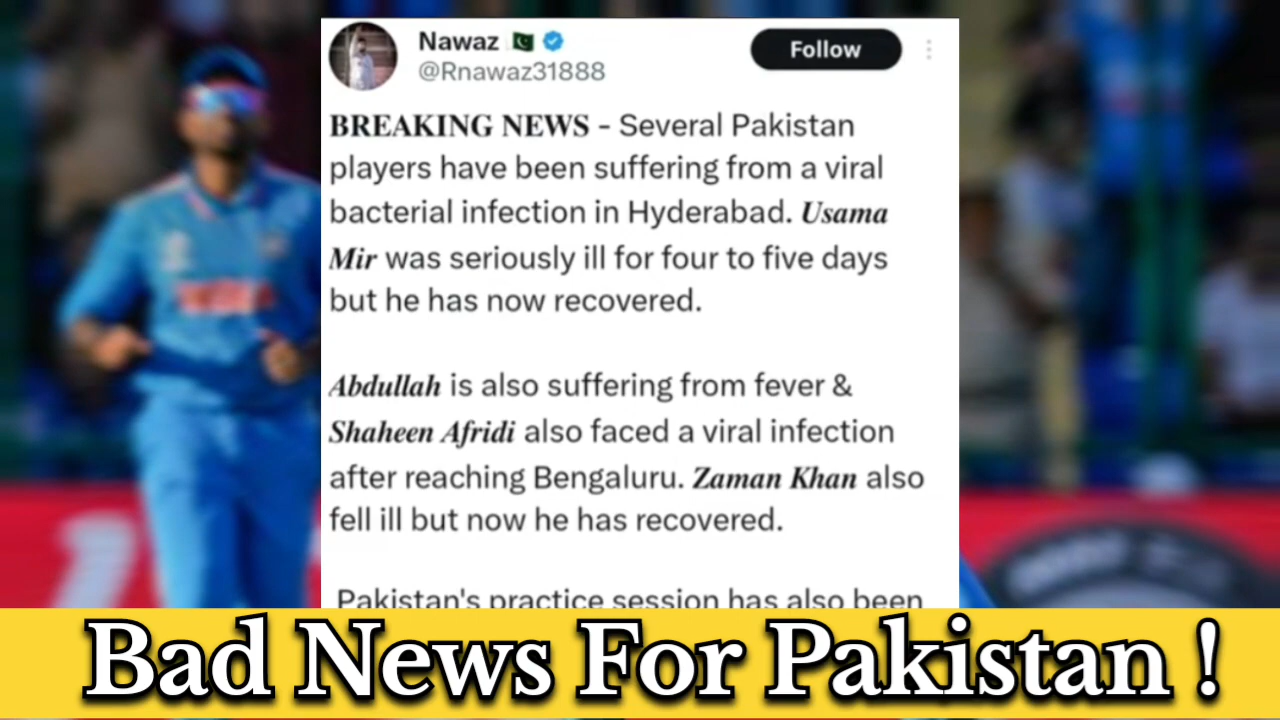 Nawaz 🇵🇰
@Rnawaz31888
Follow
BREAKING NEWS - Several Pakistan
players have been suffering from a viral
bacterial infection in Hyderabad. Usama
Mir was seriously ill for four to five days
but he has now recovered.
Abdullah is also suffering from fever &
Shaheen Afridi also faced a viral infection
after reaching Bengaluru. Zaman Khan also
fell ill but now he has recovered.
Pakistan's practice session has also been
Bad News For Pakistan !